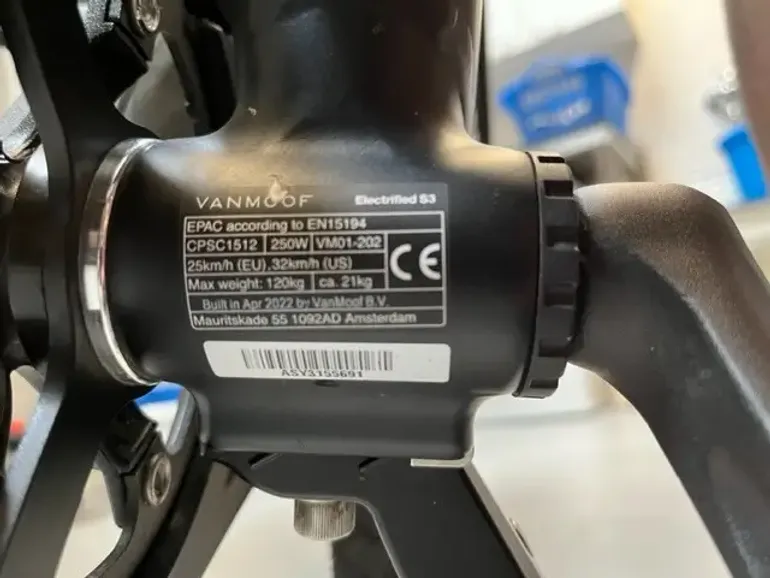 VANMOOF Electrified S3
EPAC according to EN15194
CPSC1512 250W VM01-202
25km/h (EU), 32km/h (US) CE
Max weight: 120kg ca. 21kg
Built in Apr 2022 by VanMoof B.V.
Mauritskade 55 1092AD Amsterdam
ASY3155691